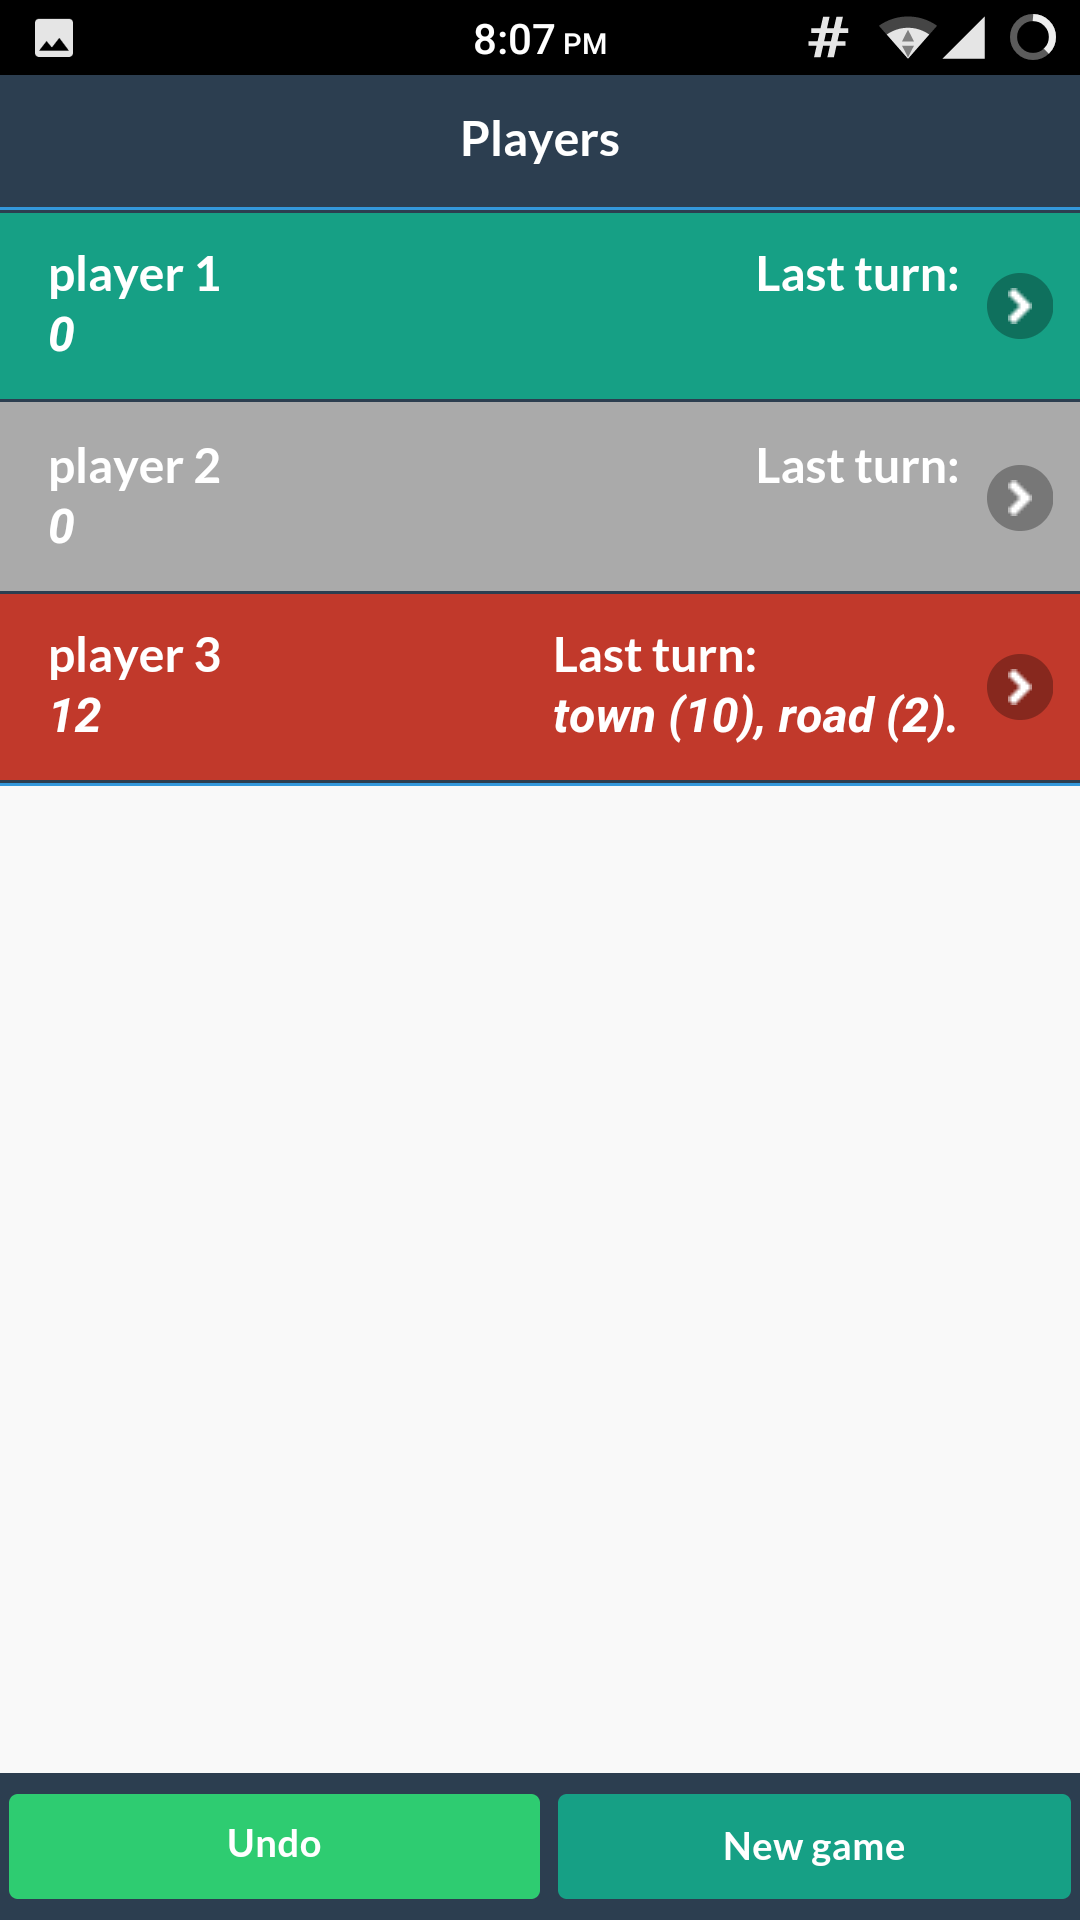 8:07 PM
Players
player 1 Last turn:
0
player 2 Last turn:
0
player 3 Last turn:
12 town (10), road (2).
Undo New game